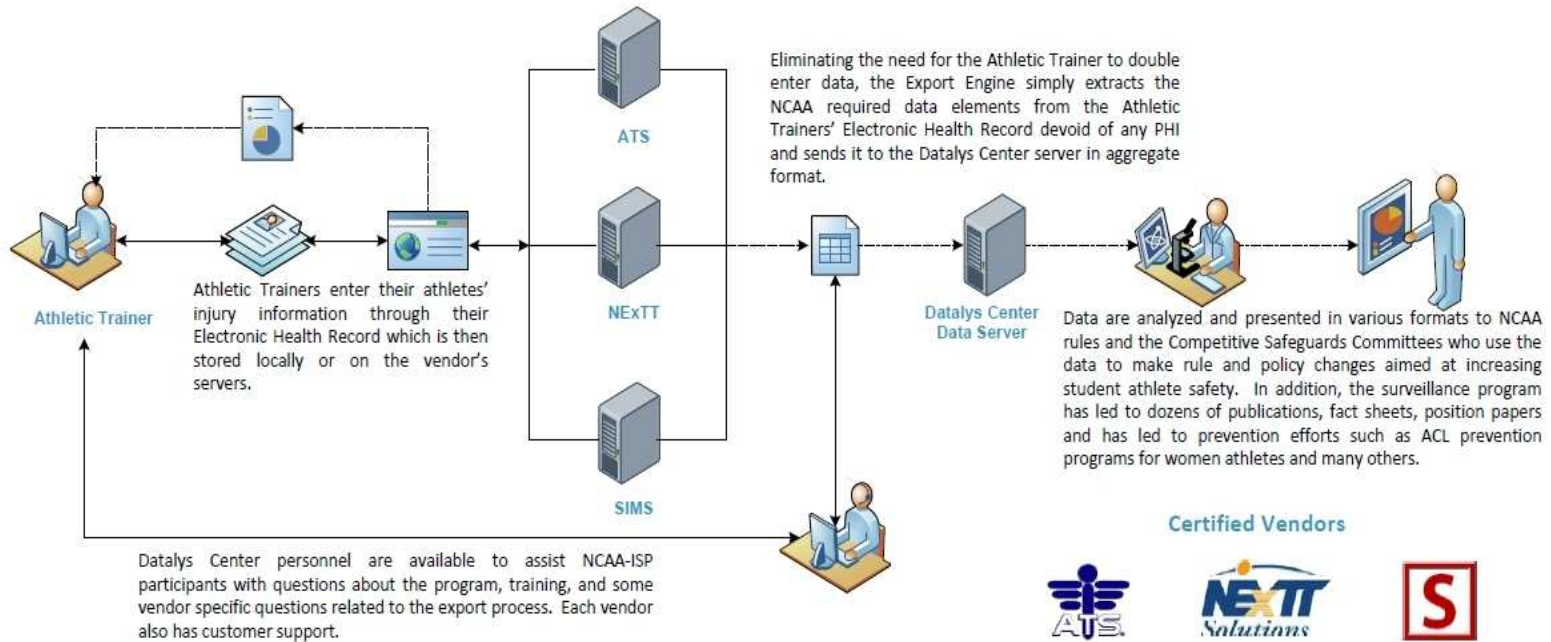 ATS
Eliminating the need for the Athletic Trainer to double
enter data, the Export Engine simply extracts the
NCAA required data elements from the Athletic
Trainers' Electronic Health Record devoid of any PHI
and sends it to the Datalys Center server in aggregate
format.
Athletic Trainer
Athletic Trainers enter their athletes'
injury information through their
Electronic Health Record which is then
stored locally or on the vendor's
servers.
NExTT
Datalys Center
Data Server
Data are analyzed and presented in various formats to NCAA
rules and the Competitive Safeguards Committees who use the
data to make rule and policy changes aimed at increasing
student athlete safety. In addition, the surveillance program
has led to dozens of publications, fact sheets, position papers
and has led to prevention efforts such as ACL prevention
programs for women athletes and many others.
SIMS
Datalys Center personnel are available to assist NCAA-ISP
participants with questions about the program, training, and some
vendor specific questions related to the export process. Each vendor
also has customer support.
Certified Vendors
ATS
NExTT
Solutions
S